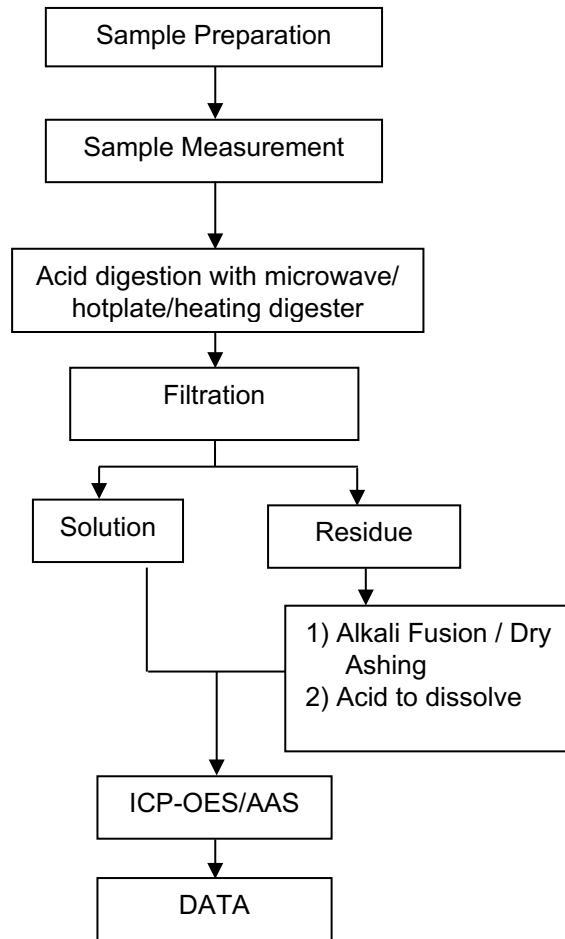 Sample Preparation
Sample Measurement
Acid digestion with microwave/
hotplate/heating digester
Filtration
Solution
Residue
1) Alkali Fusion / Dry
Ashing
2) Acid to dissolve
ICP-OES/AAS
DATA